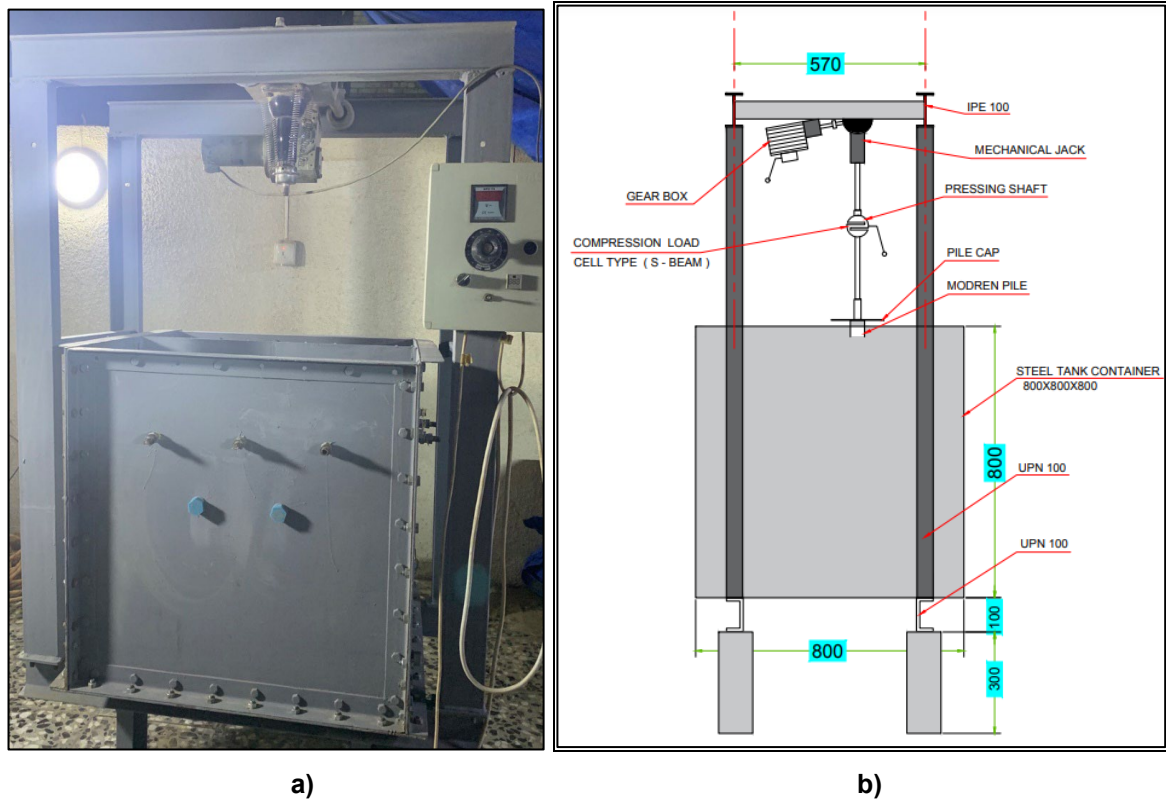 570
IPE 100
MECHANICAL JACK
GEAR BOX
PRESSING SHAFT
COMPRESSION LOAD
CELL TYPE ( S - BEAM )
PILE CAP
MODREN PILE
STEEL TANK CONTAINER
800X800X800
800
UPN 100
UPN 100
100
800
300
a)
b)